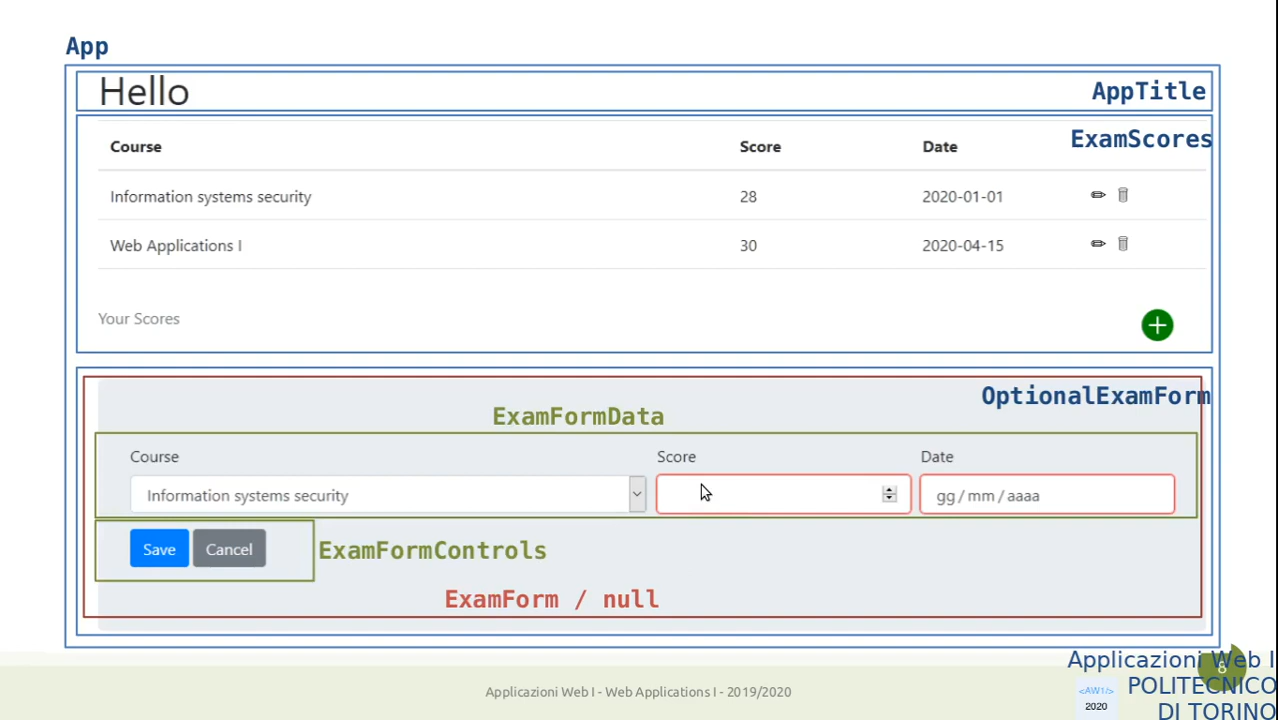 App
Hello
AppTitle
ExamScores
Course Score Date
Information systems security 28 2020-01-01
Web Applications I 30 2020-04-15
Your Scores
OptionalExamForm
ExamFormData
Course Score Date
Information systems security gg/mm/aaaa
Save Cancel ExamFormControls
ExamForm / null
Applicazioni Web I - Web Applications I - 2019/2020
8
Applicazioni Web I
POLITECNICO
DI TORINO
<AW1/>
2020